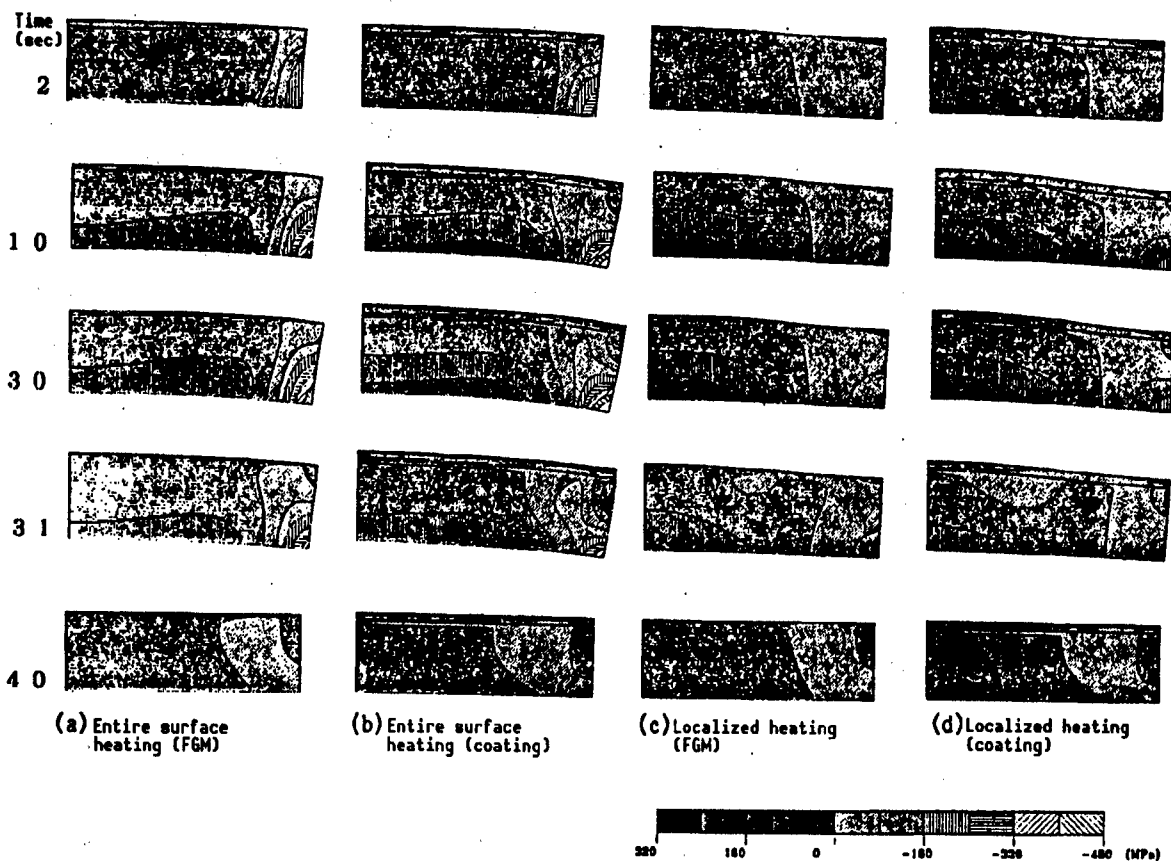 Time
(sec)
2
1 0
3 0
3 1
4 0
(a) Entire surface
heating (FGM)
(b) Entire surface
heating (coating)
(c) Localized heating
(FGM)
(d) Localized heating
(coating)
320 160 0 -160 -320 -480 (MPa)